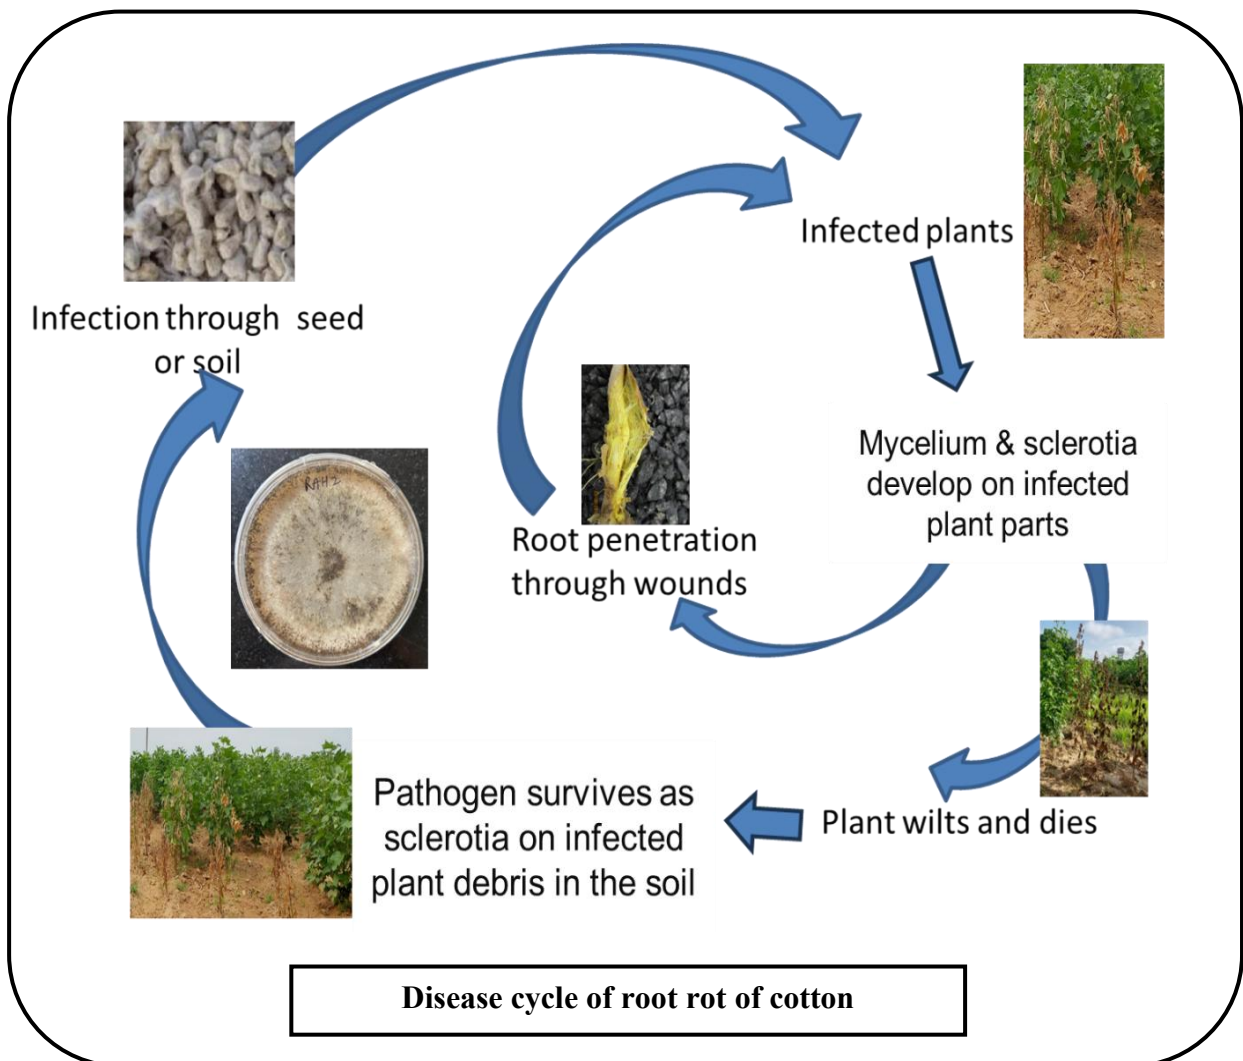 Infected plants
Infection through seed
or soil
RAH2
Mycelium & sclerotia
develop on infected
plant parts
Root penetration
through wounds
Pathogen survives as
sclerotia on infected
plant debris in the soil
Plant wilts and dies
Disease cycle of root rot of cotton